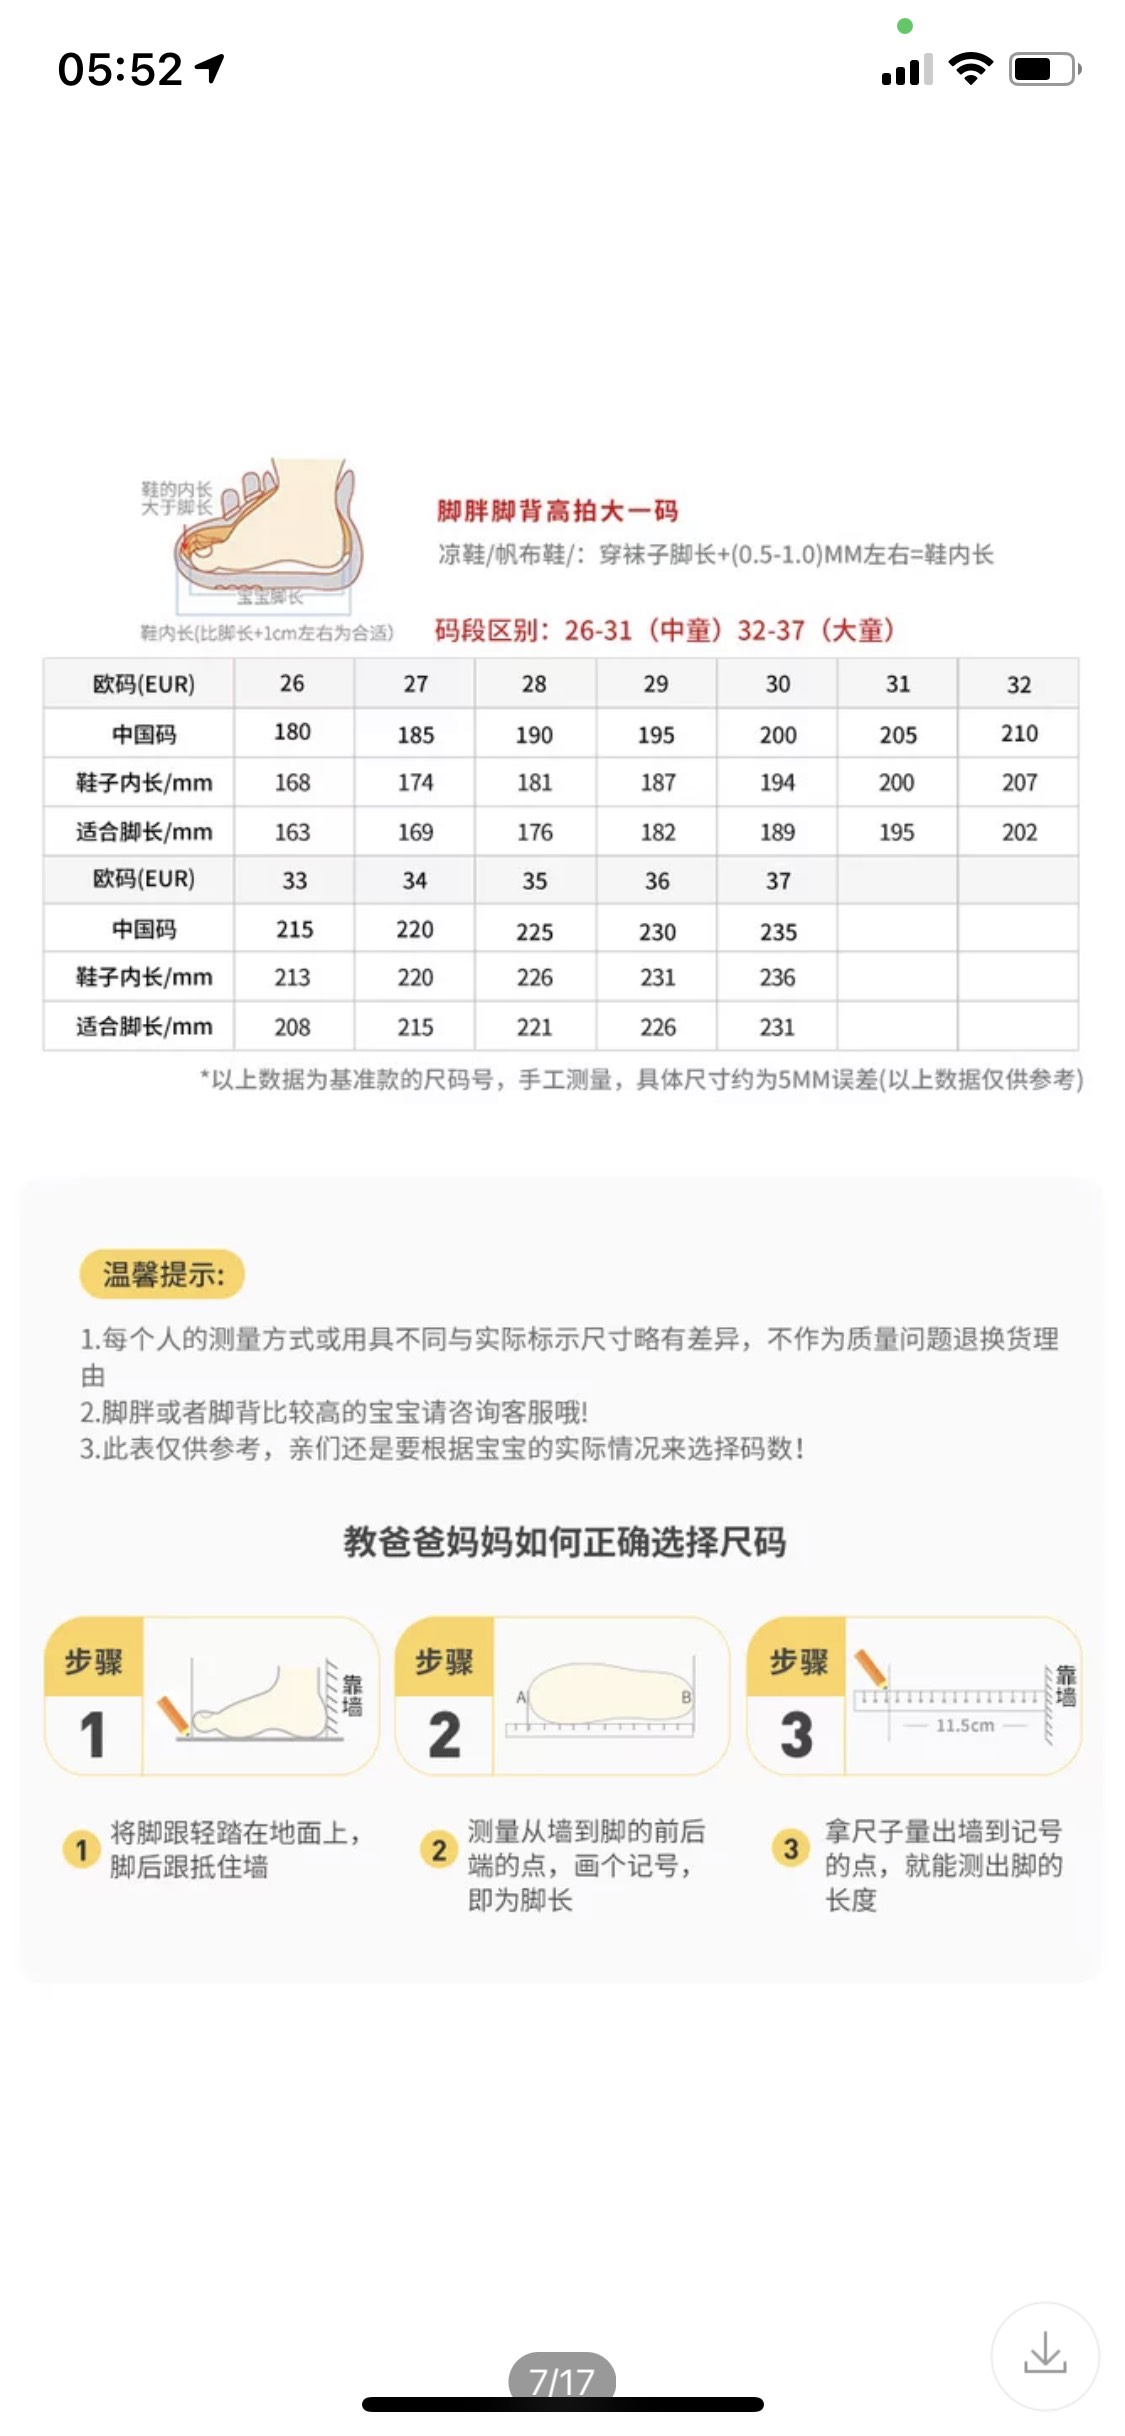 05:52
鞋的内长
大于脚长
宝宝脚长
鞋内长(比脚长+1cm左右为合适)
脚胖脚背高拍大一码
凉鞋/帆布鞋/：穿袜子脚长+(0.5-1.0)MM左右=鞋内长
码段区别：26-31（中童）32-37（大童）
欧码(EUR) 26 27 28 29 30 31 32
中国码 180 185 190 195 200 205 210
鞋子内长/mm 168 174 181 187 194 200 207
适合脚长/mm 163 169 176 182 189 195 202
欧码(EUR) 33 34 35 36 37
中国码 215 220 225 230 235
鞋子内长/mm 213 220 226 231 236
适合脚长/mm 208 215 221 226 231
*以上数据为基准款的尺码号，手工测量，具体尺寸约为5MM误差(以上数据仅供参考)
温馨提示:
1.每个人的测量方式或用具不同与实际标示尺寸略有差异，不作为质量问题退换货理
由
2.脚胖或者脚背比较高的宝宝请咨询客服哦!
3.此表仅供参考，亲们还是要根据宝宝的实际情况来选择码数！
教爸爸妈妈如何正确选择尺码
步骤
1
靠墙
步骤
2
A B
步骤
3
靠墙
11.5cm
1 将脚跟轻踏在地面上，
脚后跟抵住墙
2 测量从墙到脚的前后
端的点，画个记号，
即为脚长
3 拿尺子量出墙到记号
的点，就能测出脚的
长度
7/17